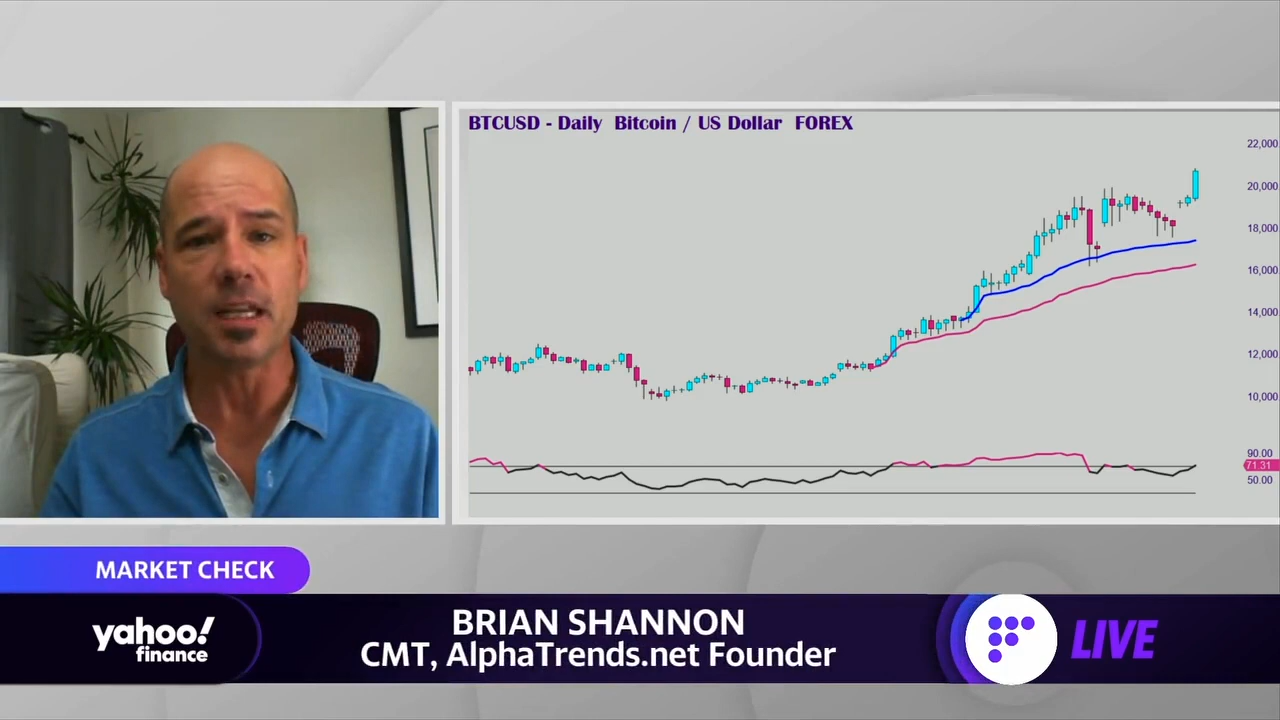 BTCUSD - Daily Bitcoin / US Dollar FOREX
22,000
20,000
18,000
16,000
14,000
12,000
10,000
90.00
71.31
50.00
MARKET CHECK
yahoo!
finance
BRIAN SHANNON
CMT, AlphaTrends.net Founder
LIVE